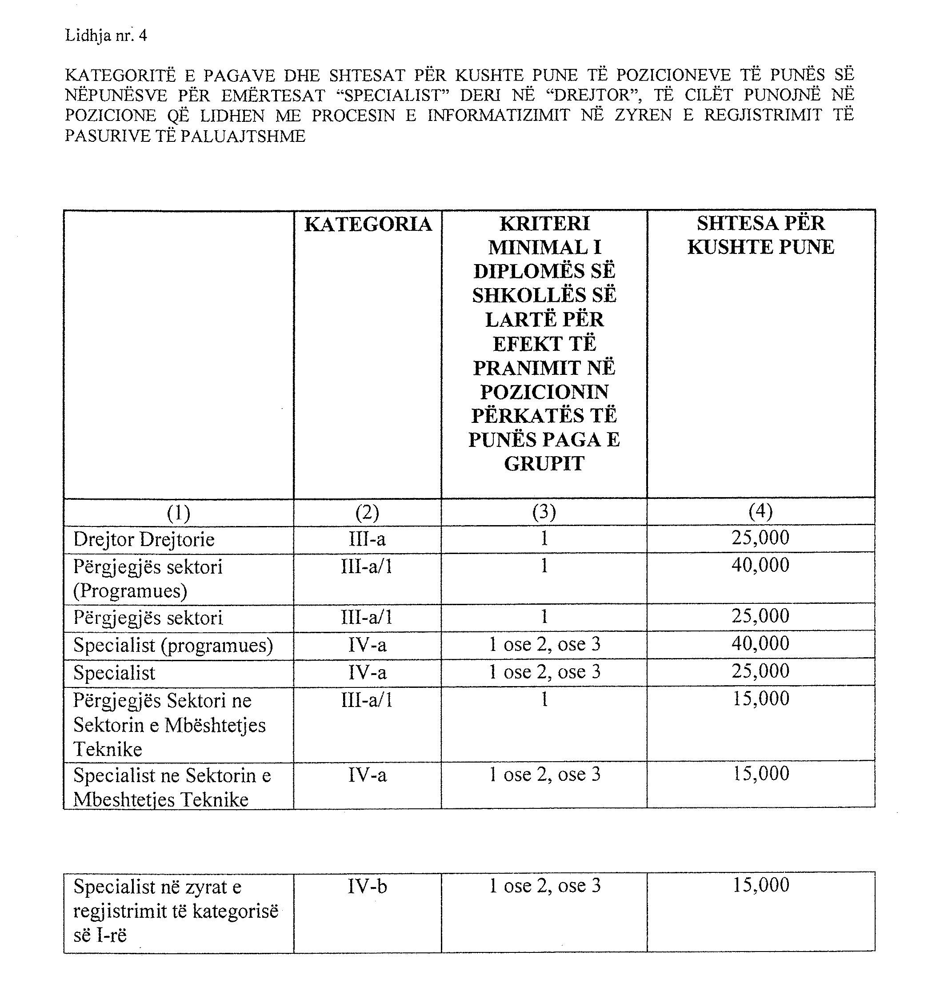 Lidhja nr. 4
KATEGORITË E PAGAVE DHE SHTESAT PËR KUSHTE PUNE TË POZICIONEVE TË PUNËS SË
NËPUNËSVE PËR EMËRTESAT “SPECIALIST” DERI NË “DREJTOR”, TË CILËT PUNOJNË NË
POZICIONE QË LIDHEN ME PROCESIN E INFORMATIZIMIT NË ZYREN E REGJISTRIMIT TË
PASURIVE TË PALUAJTSHME
KATEGORIA
KRITERI
MINIMAL I
DIPLOMËS SË
SHKOLLËS SË
LARTË PËR
EFEKT TË
PRANIMIT NË
POZICIONIN
PËRKATËS TË
PUNËS PAGA E
GRUPIT
SHTESA PËR
KUSHTE PUNE
(1) (2) (3) (4)
Drejtor Drejtorie III-a 1 25,000
Përgjegjës sektori III-a/1 1 40,000
(Programues)
Përgjegjës sektori III-a/1 1 25,000
Specialist (programues) IV-a 1 ose 2, ose 3 40,000
Specialist IV-a 1 ose 2, ose 3 25,000
Përgjegjës Sektori ne III-a/1 1 15,000
Sektorin e Mbështetjes
Teknike
Specialist ne Sektorin e IV-a 1 ose 2, ose 3 15,000
Mbeshtetjes Teknike
Specialist në zyrat e IV-b 1 ose 2, ose 3 15,000
regjistrimit të kategorisë
së I-rë